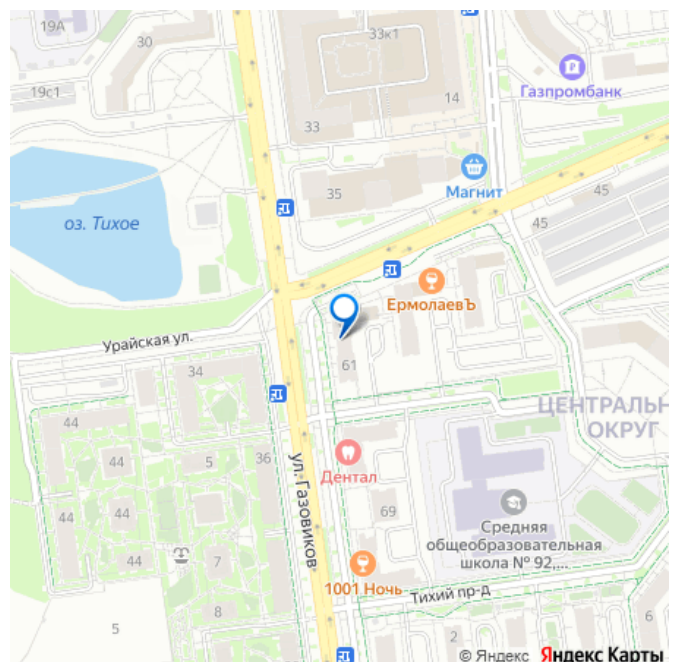 19А
30
33к1
Газпромбанк
19с1
14
33
Магнит
35
45
45
оз. Тихое
ЕрмолаевЪ
Урайская ул.
61
34
ЦЕНТРАЛЬН
ОКРУГ
44
44
5
36
Дентал
ул. Газовиков
44
44
69
Средняя
общеобразовательная
школа № 92,...
44
7
1001 Ночь
Тихий пр-д
8
5
2
6
© Яндекс Яндекс Карты